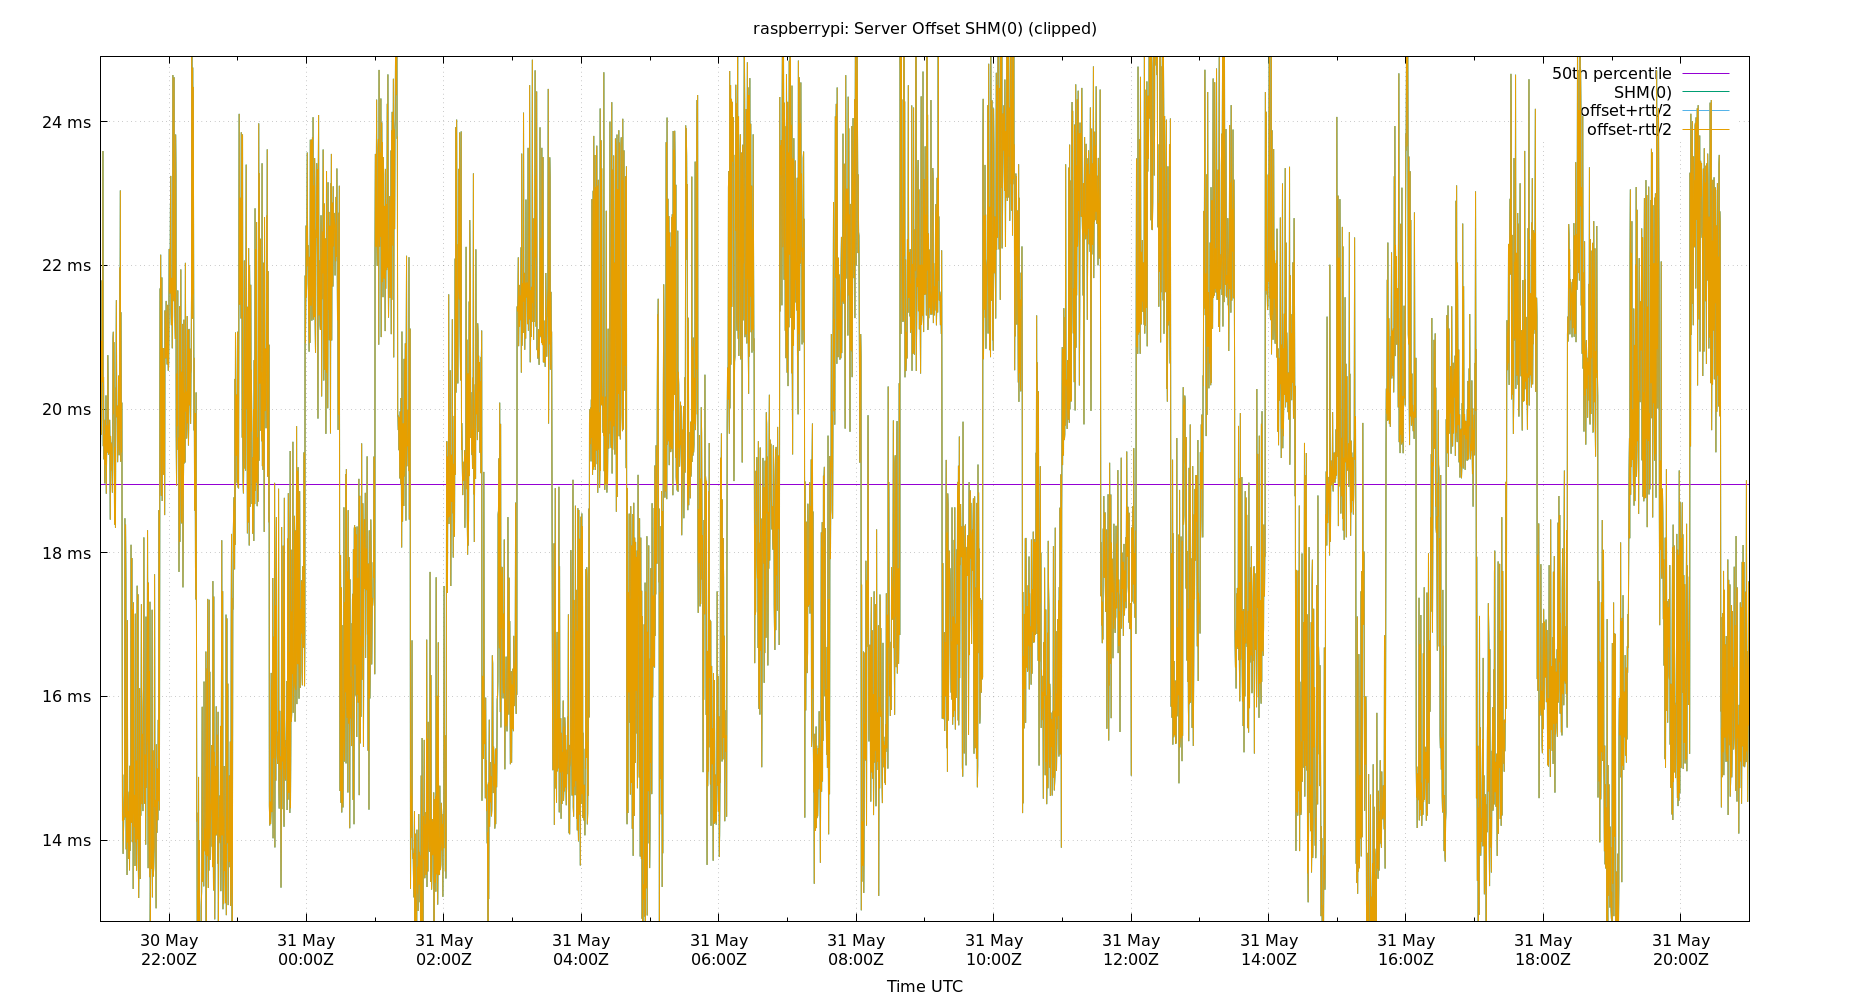 raspberrypi: Server Offset SHM(0) (clipped)
50th percentile
SHM(0)
offset+rtt/2
offset-rtt/2
24 ms
22 ms
20 ms
18 ms
16 ms
14 ms
30 May 31 May 31 May 31 May 31 May 31 May 31 May 31 May 31 May 31 May 31 May 31 May
22:00Z 00:00Z 02:00Z 04:00Z 06:00Z 08:00Z 10:00Z 12:00Z 14:00Z 16:00Z 18:00Z 20:00Z
Time UTC